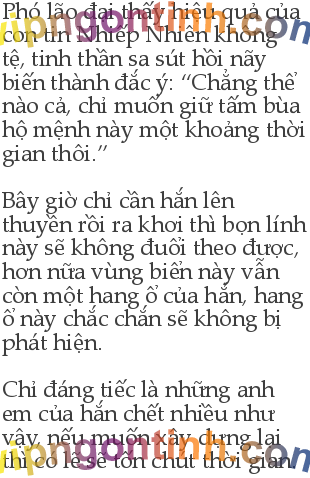 Phó lão đại thấy hiệu quả của
con tin Nhiếp Nhiên không
tệ, tinh thần sa sút hồi nãy
biến thành đắc ý: “Chẳng thể
nào cả, chỉ muốn giữ tấm bùa
hộ mệnh này một khoảng thời
gian thôi.”
Bây giờ chỉ cần hắn lên
thuyền rồi ra khơi thì bọn lính
này sẽ không đuổi theo được,
hơn nữa vùng biển này vẫn
còn một hang ổ của hắn, hang
ổ này chắc chắn sẽ không bị
phát hiện.
Chỉ đáng tiếc là những anh
em của hắn chết nhiều như
vậy, nếu muốn xây dựng lại
thì có lẽ sẽ tốn chút thời gian.